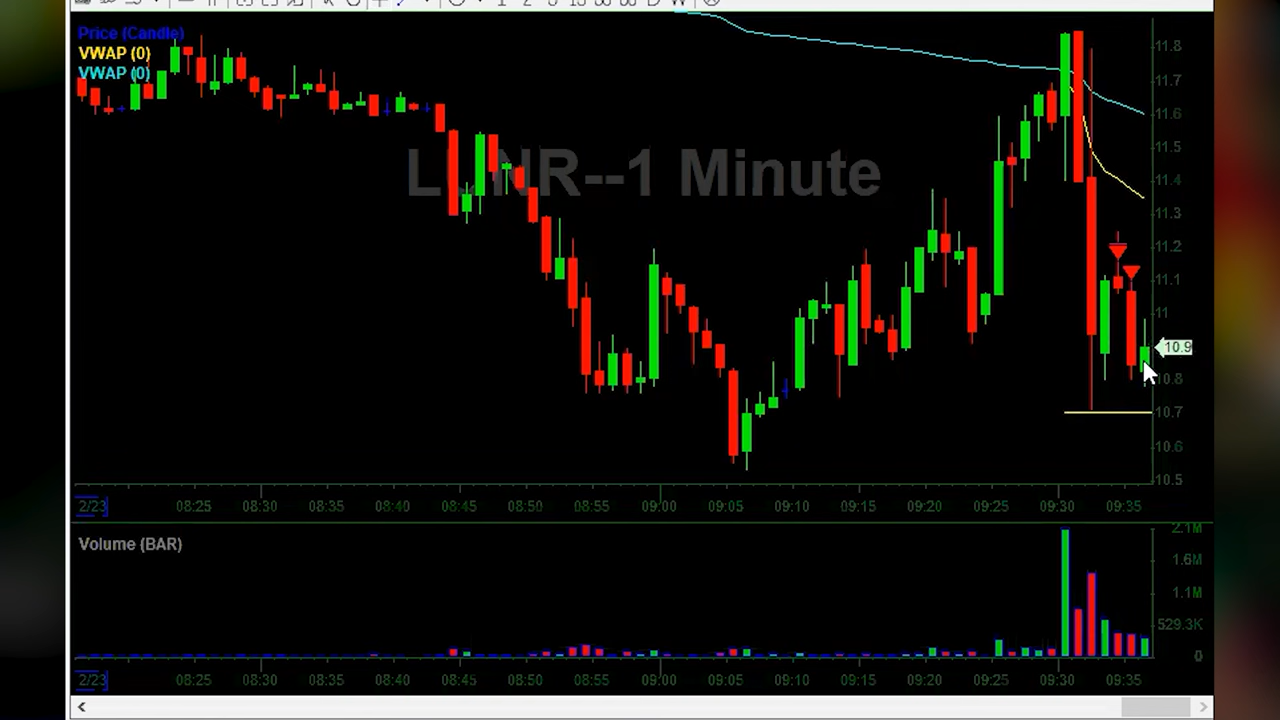 Price (Candle)
VWAP (0)
VWAP (0)
LUNR--1 Minute
11.8
11.7
11.6
11.5
11.4
11.3
11.2
11.1
11
10.9
10.8
10.7
10.6
10.5
2/23 08:25 08:30 08:35 08:40 08:45 08:50 08:55 09:00 09:05 09:10 09:15 09:20 09:25 09:30 09:35
Volume (BAR)
2.1M
1.6M
1.1M
529.3K
0
2/23 08:25 08:30 08:35 08:40 08:45 08:50 08:55 09:00 09:05 09:10 09:15 09:20 09:25 09:30 09:35